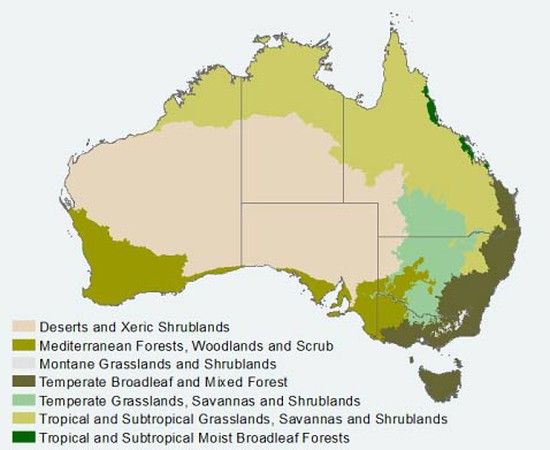 Deserts and Xeric Shrublands
Mediterranean Forests, Woodlands and Scrub
Montane Grasslands and Shrublands
Temperate Broadleaf and Mixed Forest
Temperate Grasslands, Savannas and Shrublands
Tropical and Subtropical Grasslands, Savannas and Shrublands
Tropical and Subtropical Moist Broadleaf Forests